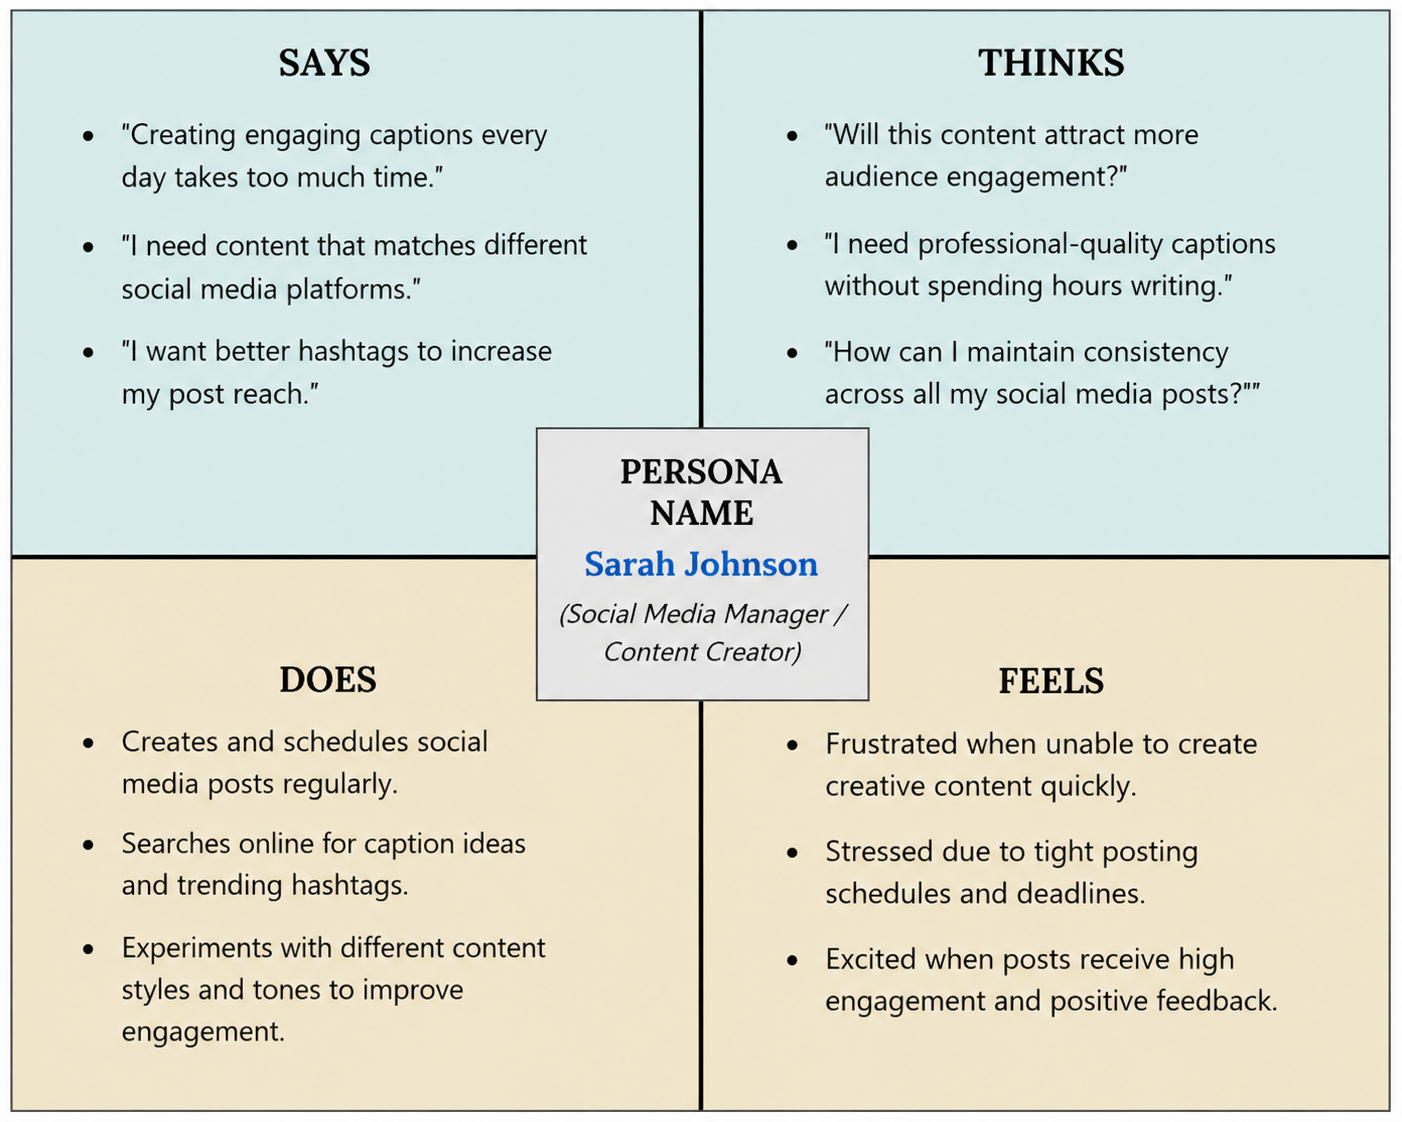 SAYS
• "Creating engaging captions every
day takes too much time."
• "I need content that matches different
social media platforms."
• "I want better hashtags to increase
my post reach."
THINKS
• "Will this content attract more
audience engagement?"
• "I need professional-quality captions
without spending hours writing."
• "How can I maintain consistency
across all my social media posts?""
PERSONA
NAME
Sarah Johnson
(Social Media Manager /
Content Creator)
DOES
• Creates and schedules social
media posts regularly.
• Searches online for caption ideas
and trending hashtags.
• Experiments with different content
styles and tones to improve
engagement.
FEELS
• Frustrated when unable to create
creative content quickly.
• Stressed due to tight posting
schedules and deadlines.
• Excited when posts receive high
engagement and positive feedback.